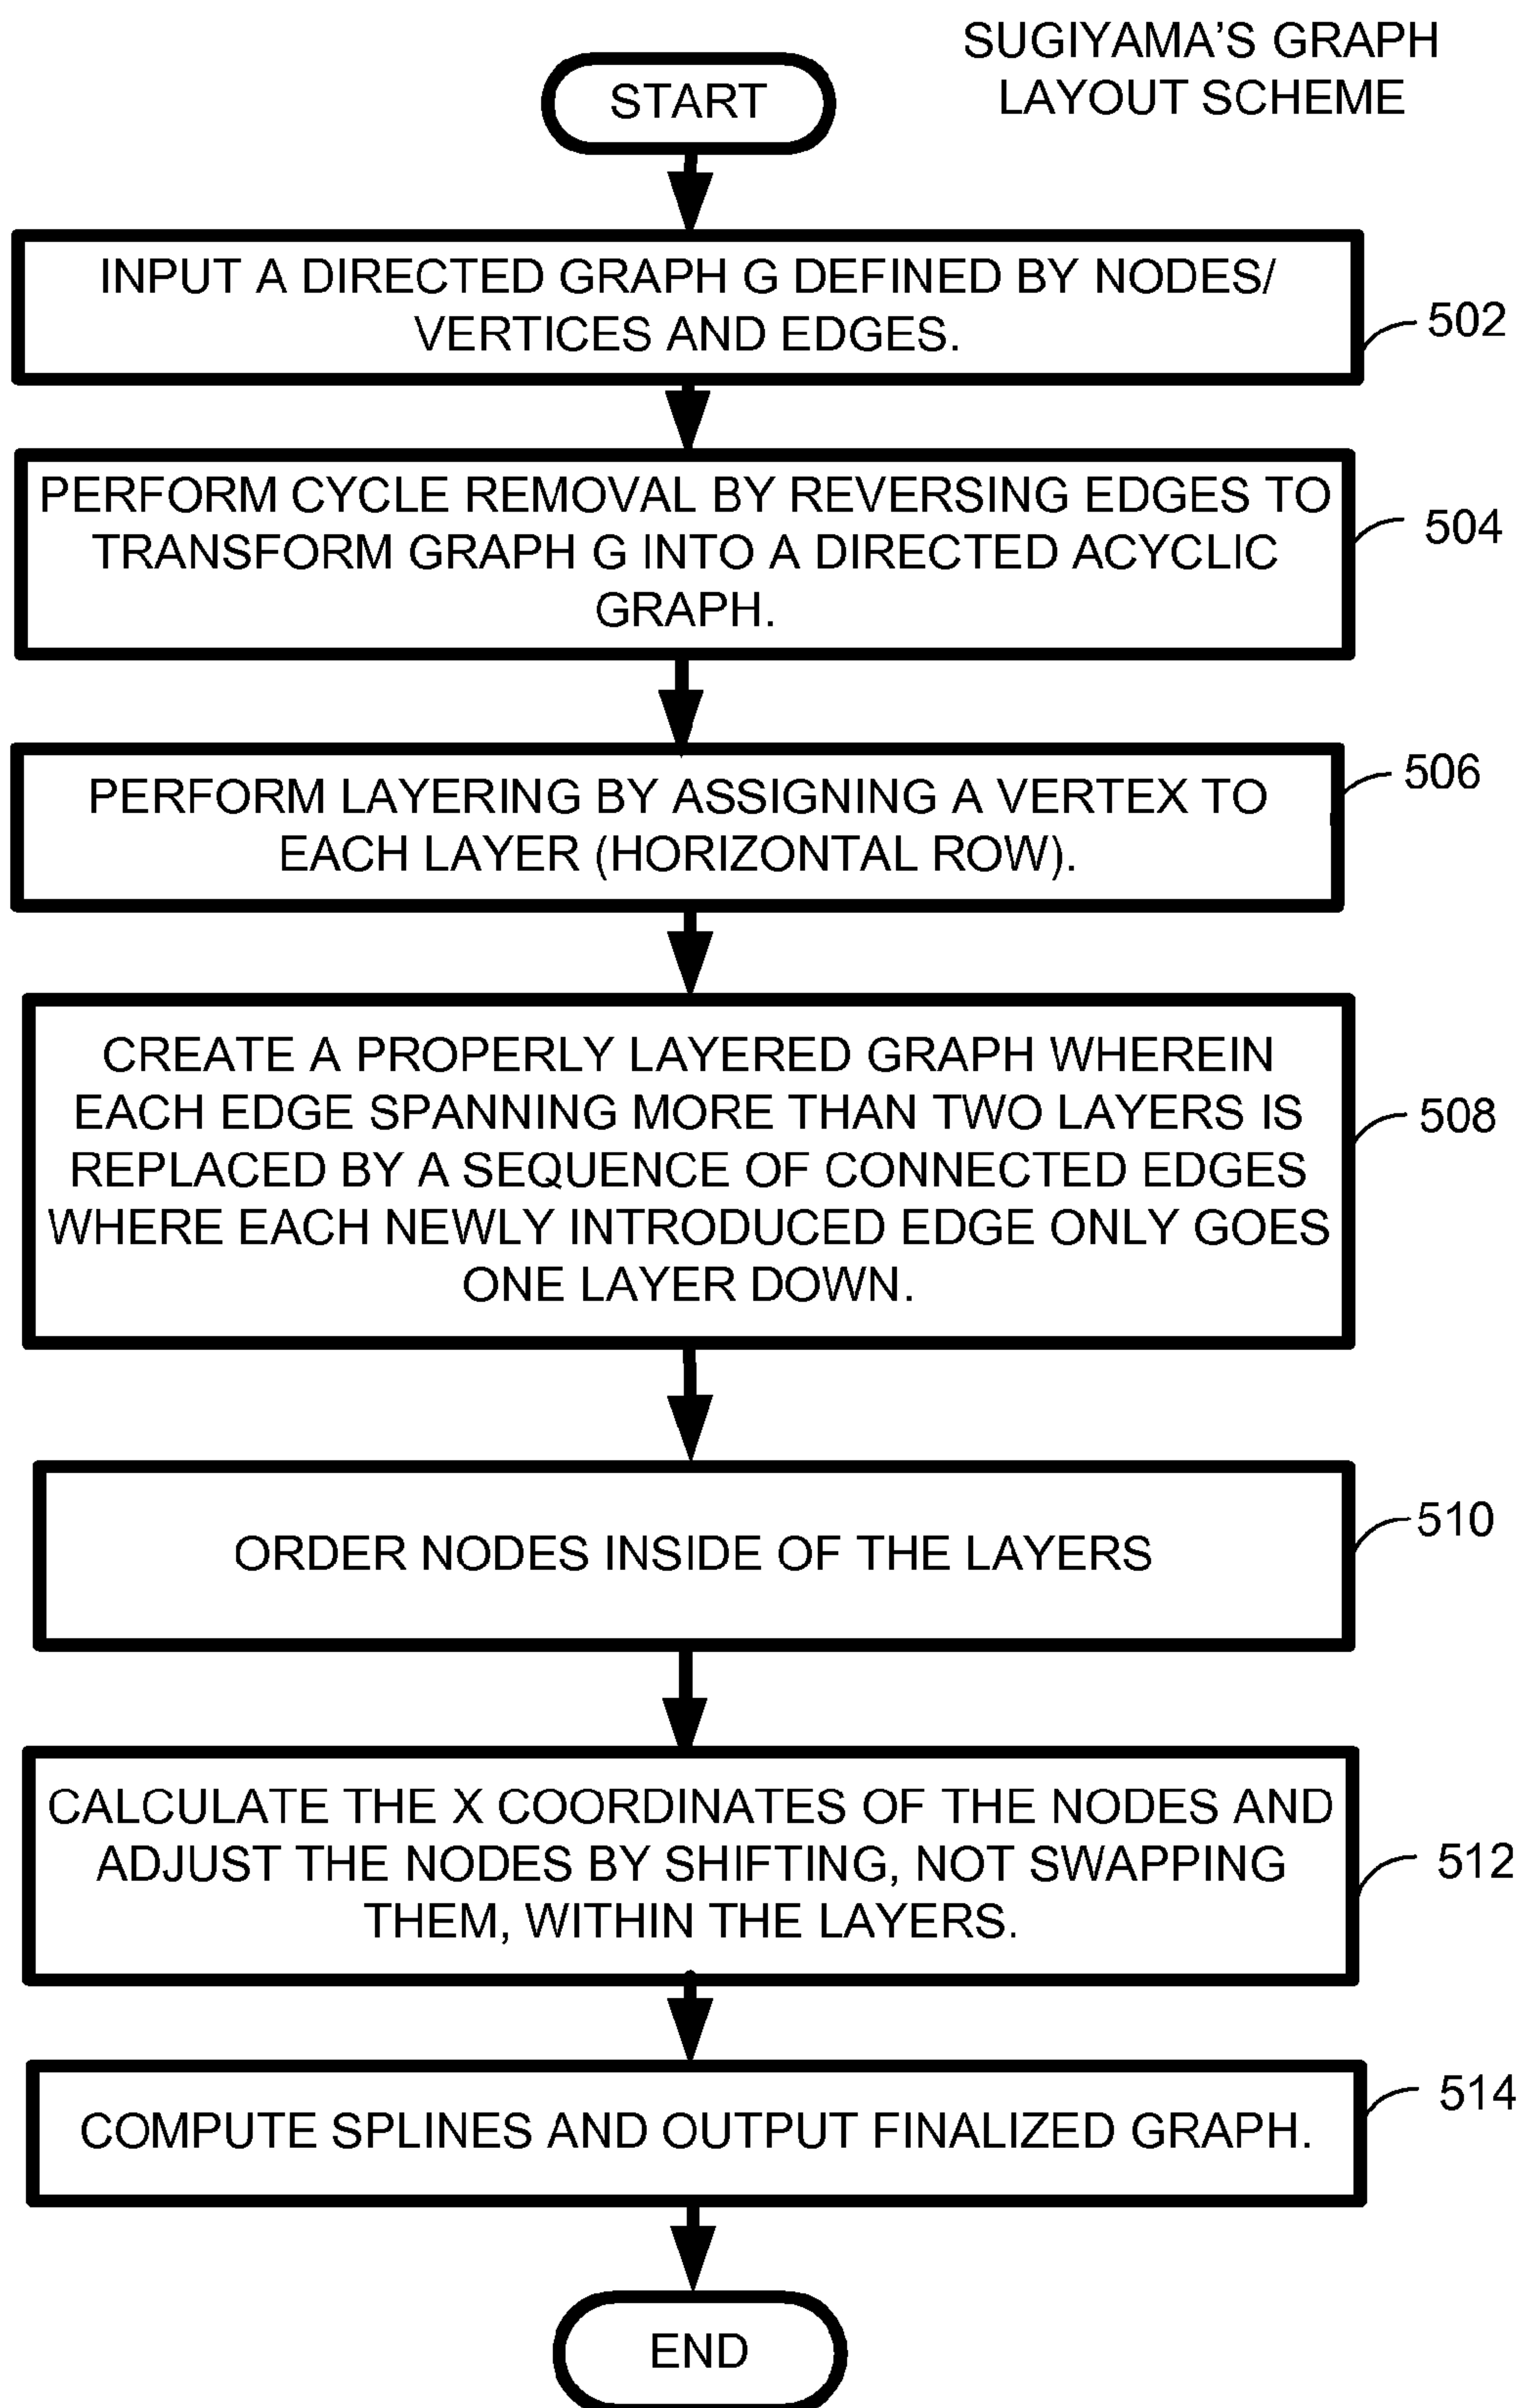 SUGIYAMA'S GRAPH
LAYOUT SCHEME
START
INPUT A DIRECTED GRAPH G DEFINED BY NODES/
VERTICES AND EDGES.
502
PERFORM CYCLE REMOVAL BY REVERSING EDGES TO
TRANSFORM GRAPH G INTO A DIRECTED ACYCLIC
GRAPH.
504
PERFORM LAYERING BY ASSIGNING A VERTEX TO
EACH LAYER (HORIZONTAL ROW).
506
CREATE A PROPERLY LAYERED GRAPH WHEREIN
EACH EDGE SPANNING MORE THAN TWO LAYERS IS
REPLACED BY A SEQUENCE OF CONNECTED EDGES
WHERE EACH NEWLY INTRODUCED EDGE ONLY GOES
ONE LAYER DOWN.
508
ORDER NODES INSIDE OF THE LAYERS
510
CALCULATE THE X COORDINATES OF THE NODES AND
ADJUST THE NODES BY SHIFTING, NOT SWAPPING
THEM, WITHIN THE LAYERS.
512
COMPUTE SPLINES AND OUTPUT FINALIZED GRAPH.
514
END